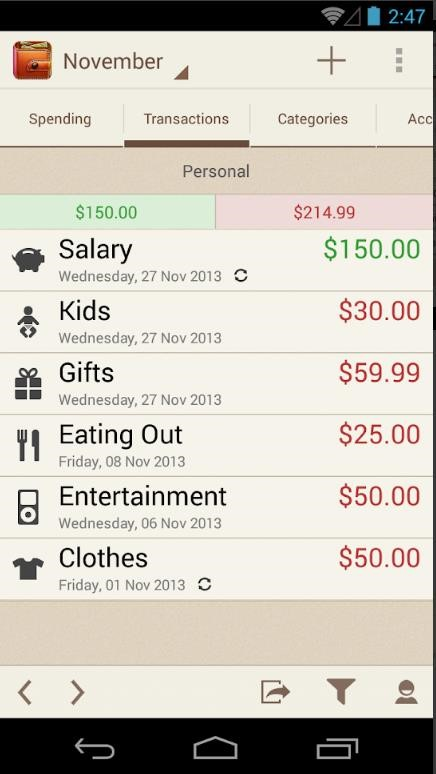 2:47
November
Spending Transactions Categories Acc
Personal
$150.00 $214.99
Salary $150.00
Wednesday, 27 Nov 2013
Kids $30.00
Wednesday, 27 Nov 2013
Gifts $59.99
Wednesday, 27 Nov 2013
Eating Out $25.00
Friday, 08 Nov 2013
Entertainment $50.00
Wednesday, 06 Nov 2013
Clothes $50.00
Friday, 01 Nov 2013